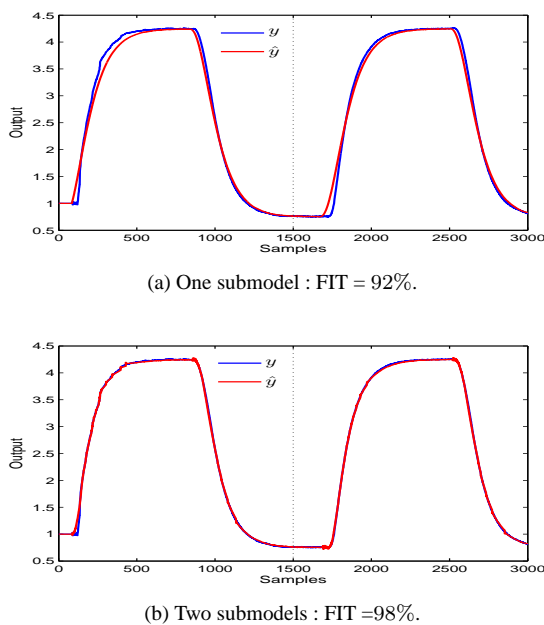 4.5
4
3.5
3
2.5
2
1.5
1
0.5
Output
y
ŷ
0 500 1000 1500 2000 2500 3000
Samples
(a) One submodel : FIT = 92%.
4.5
4
3.5
3
2.5
2
1.5
1
0.5
Output
y
ŷ
0 500 1000 1500 2000 2500 3000
Samples
(b) Two submodels : FIT =98%.